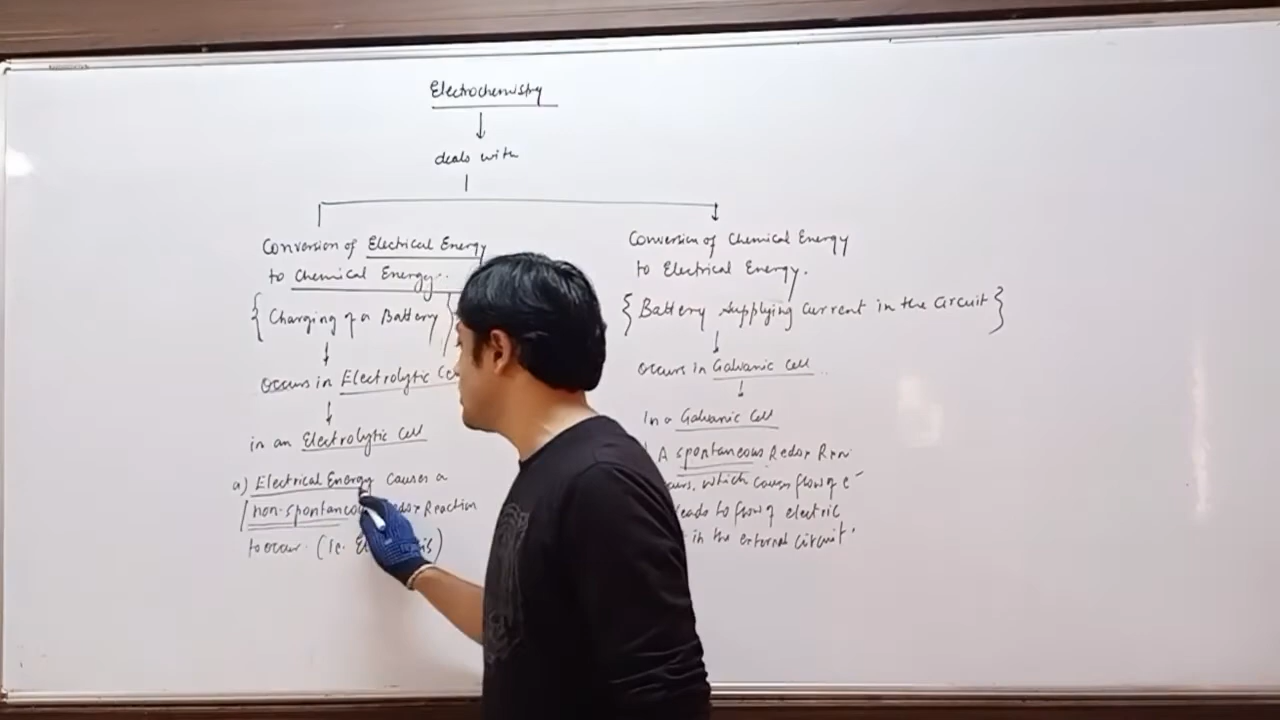 Electrochemistry
deals with
Conversion of Electrical Energy
to Chemical Energy.
{ Charging of a Battery }
occurs in Electrolytic
in an Electrolytic Cell
a) Electrical Energy causes a
non-spontaneou Reaction
to occur. (ie.
Conversion of Chemical Energy
to Electrical Energy.
{ Battery supplying current in the circuit }
occurs in Galvanic Cell
In a Galvanic Cell
A spontaneous Redox Rxn
which causes flow of e⁻
leads to flow of electric
in the external circuit.